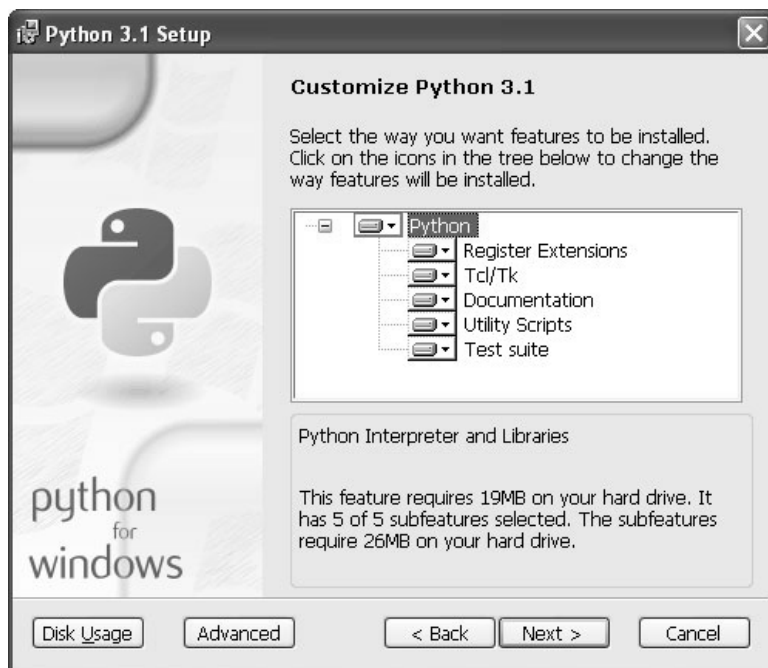 Python 3.1 Setup
Customize Python 3.1
Select the way you want features to be installed.
Click on the icons in the tree below to change the
way features will be installed.
Python
Register Extensions
Tcl/Tk
Documentation
Utility Scripts
Test suite
Python Interpreter and Libraries
This feature requires 19MB on your hard drive. It
has 5 of 5 subfeatures selected. The subfeatures
require 26MB on your hard drive.
python
for
windows
Disk Usage
Advanced
< Back
Next >
Cancel